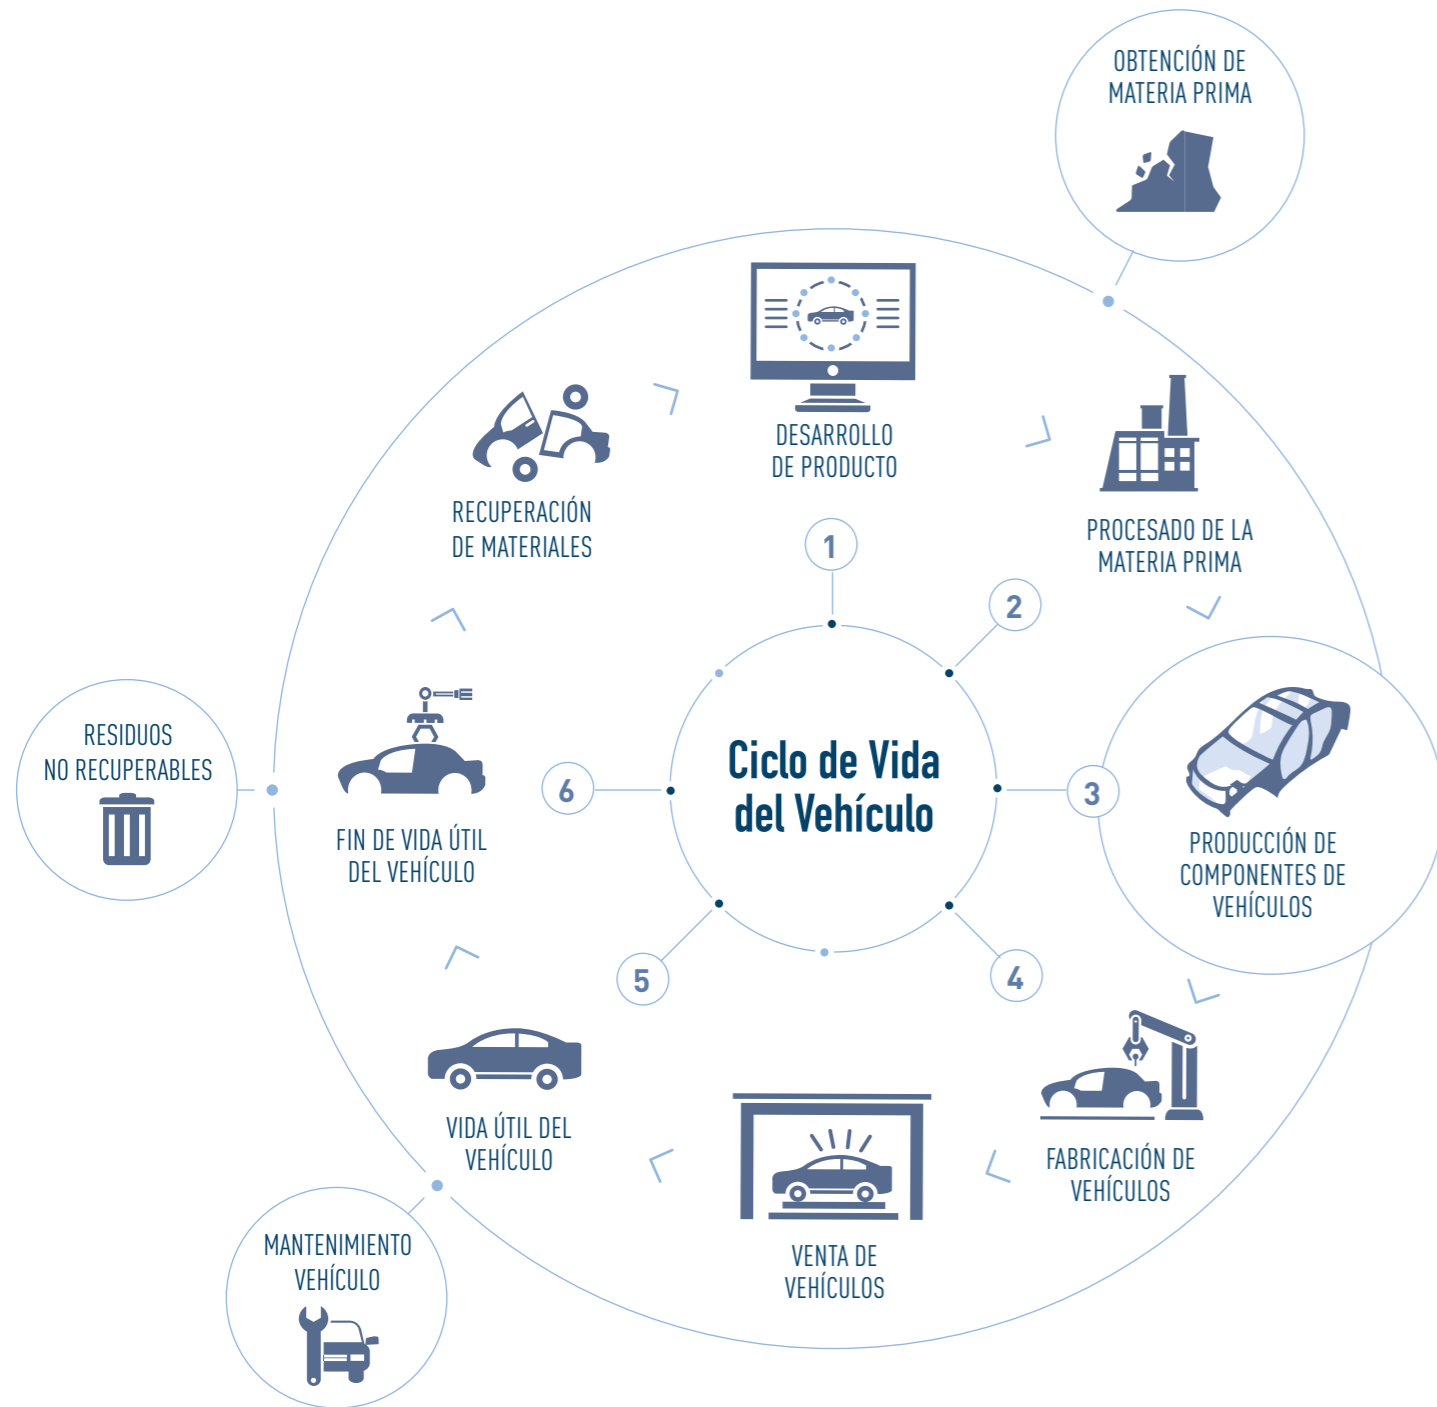 OBTENCIÓN DE
MATERIA PRIMA
DESARROLLO
DE PRODUCTO
RECUPERACIÓN
DE MATERIALES
PROCESADO DE LA
MATERIA PRIMA
1
2
RESIDUOS
NO RECUPERABLES
FIN DE VIDA ÚTIL
DEL VEHÍCULO
6
Ciclo de Vida
del Vehículo
3
PRODUCCIÓN DE
COMPONENTES DE
VEHÍCULOS
5
4
VIDA ÚTIL DEL
VEHÍCULO
FABRICACIÓN DE
VEHÍCULOS
MANTENIMIENTO
VEHÍCULO
VENTA DE
VEHÍCULOS